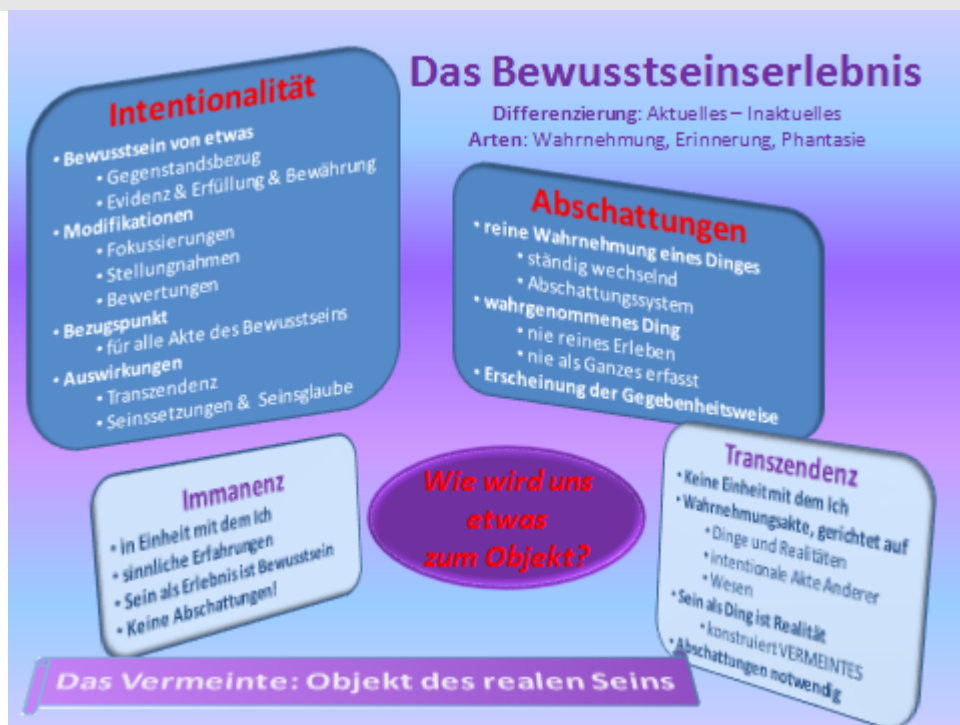 Das Bewusstseinserlebnis
Differenzierung: Aktuelles – Inaktuelles
Arten: Wahrnehmung, Erinnerung, Phantasie
Intentionalität
• Bewusstsein von etwas
• Gegenstandsbezug
• Evidenz & Erfüllung & Bewährung
• Modifikationen
• Fokussierungen
• Stellungnahmen
• Bewertungen
• Bezugspunkt
• für alle Akte des Bewusstseins
• Auswirkungen
• Transzendenz
• Seinssetzungen & Seinsglaube
Abschattungen
• reine Wahrnehmung eines Dinges
• ständig wechselnd
• Abschattungssystem
• wahrgenommenes Ding
• nie reines Erleben
• nie als Ganzes erfasst
• Erscheinung der Gegebenheitsweise
Immanenz
• in Einheit mit dem Ich
• sinnliche Erfahrungen
• Sein als Erlebnis ist Bewusstsein
• Keine Abschattungen!
Wie wird uns
etwas
zum Objekt?
Transzendenz
• Keine Einheit mit dem Ich
• Wahrnehmungsakte, gerichtet auf
• Dinge und Realitäten
• intentionale Akte Anderer
• Wesen
• Sein als Ding ist Realität
• konstruiert VERMEINTES
• Abschattungen notwendig
Das Vermeinte: Objekt des realen Seins